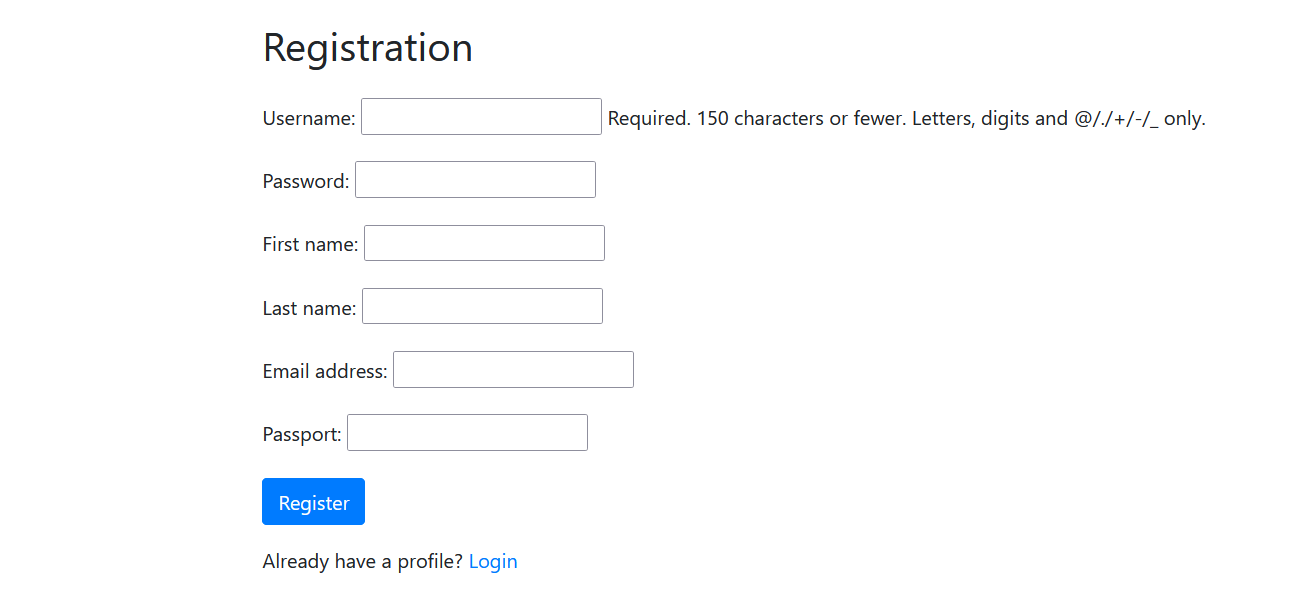 Registration
Username: Required. 150 characters or fewer. Letters, digits and @/./+/-/_ only.
Password:
First name:
Last name:
Email address:
Passport:
Register
Already have a profile? Login